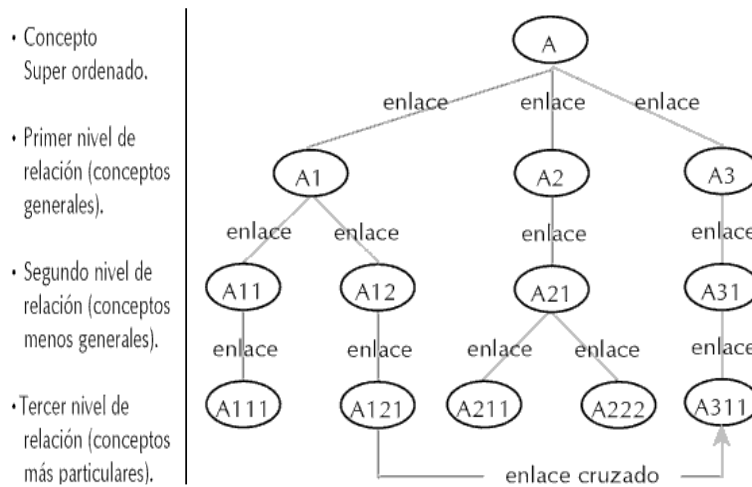 • Concepto
Super ordenado.
• Primer nivel de
relación (conceptos
generales).
• Segundo nivel de
relación (conceptos
menos generales).
• Tercer nivel de
relación (conceptos
más particulares).
A
enlace enlace enlace
A1 A2 A3
enlace enlace enlace enlace
A11 A12 A21 A31
enlace enlace enlace enlace enlace
A111 A121 A211 A222 A311
enlace cruzado